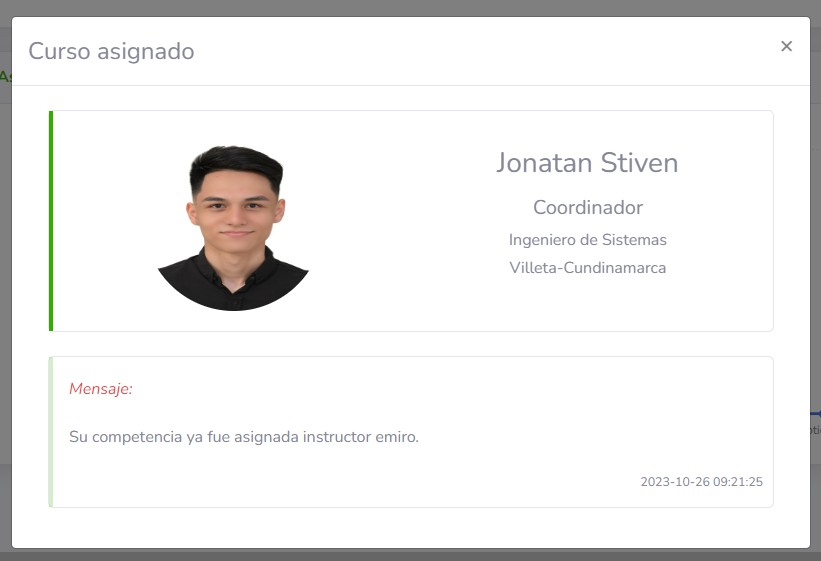 Curso asignado
×
Jonatan Stiven
Coordinador
Ingeniero de Sistemas
Villeta-Cundinamarca
Mensaje:
Su competencia ya fue asignada instructor emiro.
2023-10-26 09:21:25